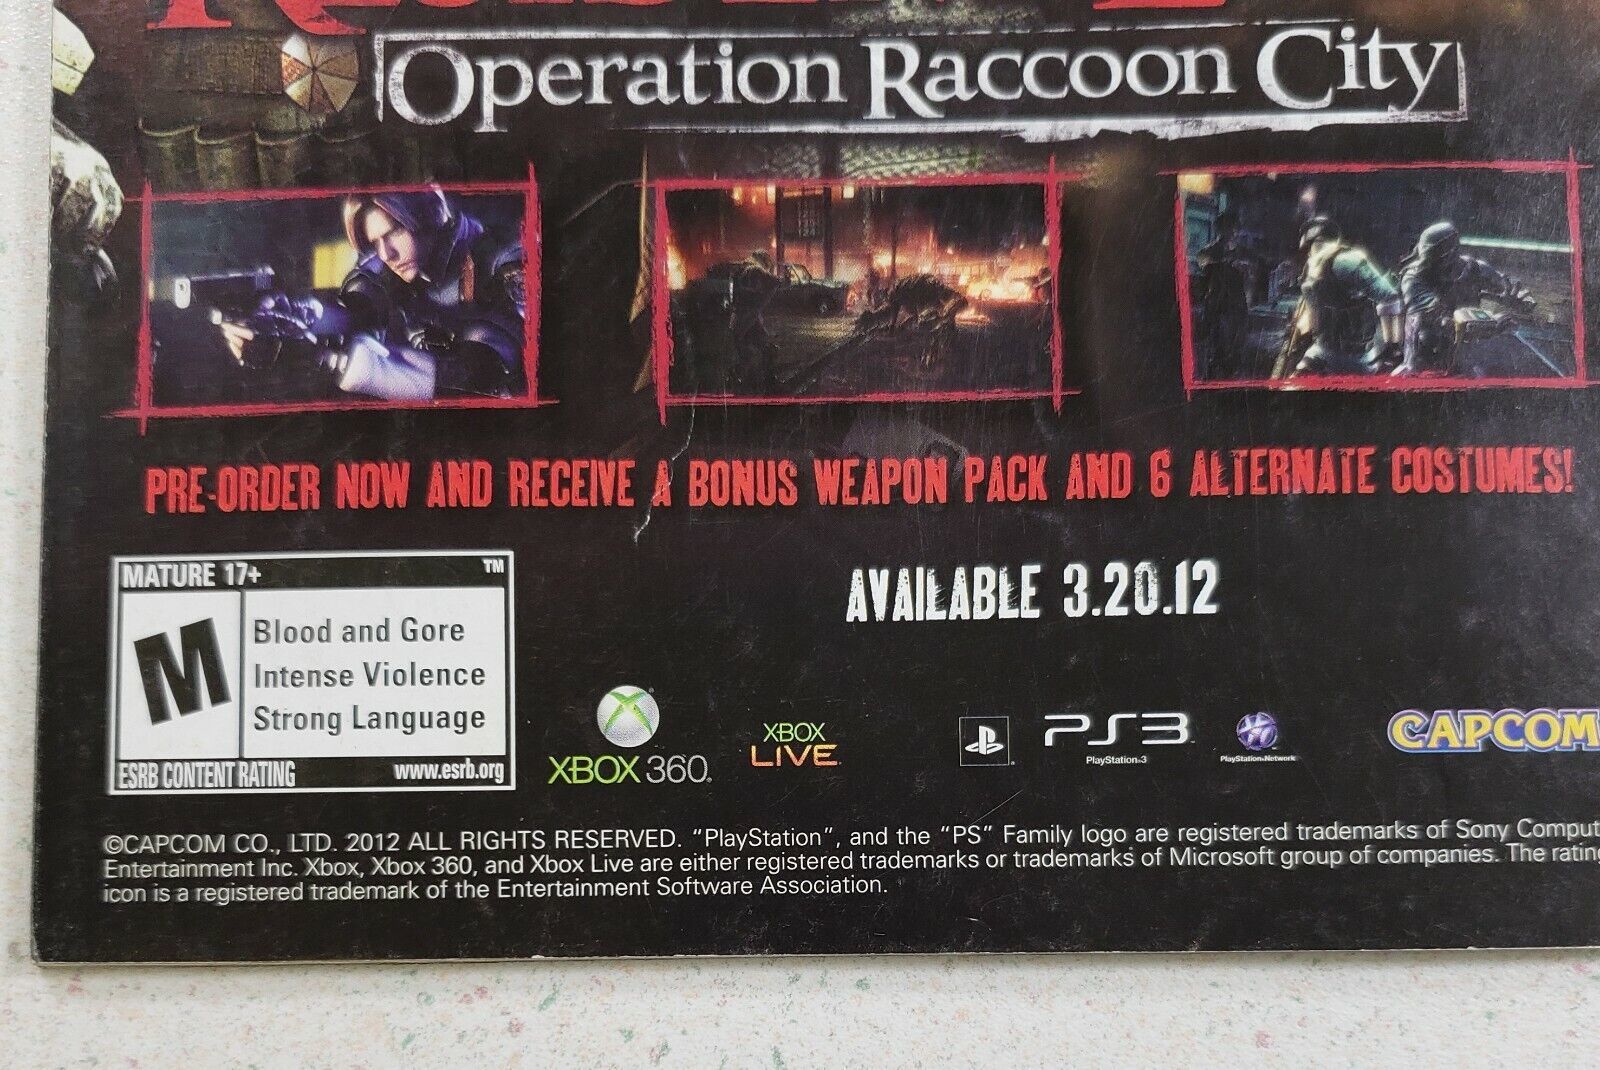 Operation Raccoon City
PRE-ORDER NOW AND RECEIVE A BONUS WEAPON PACK AND 6 ALTERNATE COSTUMES!
MATURE 17+ ™
M
Blood and Gore
Intense Violence
Strong Language
ESRB CONTENT RATING www.esrb.org
AVAILABLE 3.20.12
XBOX 360.
XBOX
LIVE
PS3
PlayStation®3
PlayStation®Network
CAPCOM
©CAPCOM CO., LTD. 2012 ALL RIGHTS RESERVED. "PlayStation", and the "PS" Family logo are registered trademarks of Sony Comput
Entertainment Inc. Xbox, Xbox 360, and Xbox Live are either registered trademarks or trademarks of Microsoft group of companies. The rating
icon is a registered trademark of the Entertainment Software Association.